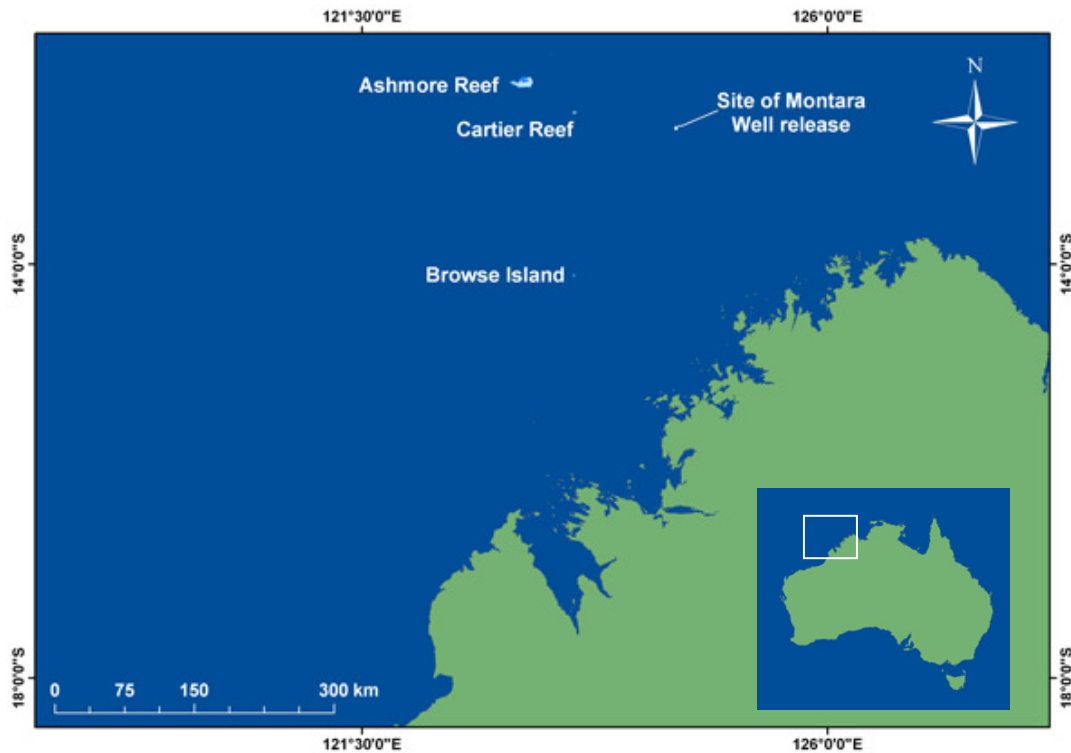 121°30'0"E 126°0'0"E
Ashmore Reef
Cartier Reef
Site of Montara
Well release
N
14°0'0"S 14°0'0"S
Browse Island
18°0'0"S 18°0'0"S
0 75 150 300 km
121°30'0"E 126°0'0"E